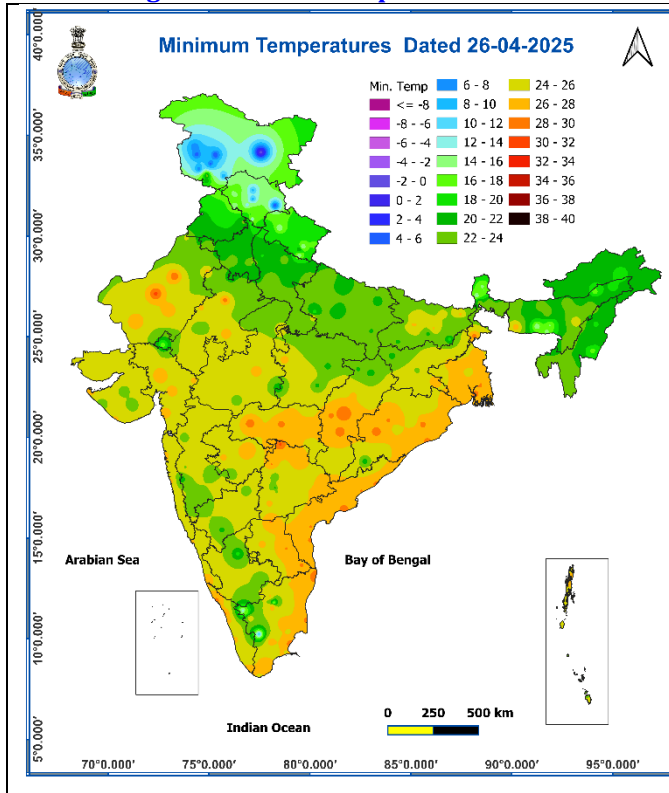 Minimum Temperatures Dated 26-04-2025
Min. Temp
<= -8
-8 - -6
-6 - -4
-4 - -2
-2 - 0
0 - 2
2 - 4
4 - 6
6 - 8
8 - 10
10 - 12
12 - 14
14 - 16
16 - 18
18 - 20
20 - 22
22 - 24
24 - 26
26 - 28
28 - 30
30 - 32
32 - 34
34 - 36
36 - 38
38 - 40
40°0.000'
35°0.000'
30°0.000'
25°0.000'
20°0.000'
15°0.000'
10°0.000'
5°0.000'
Arabian Sea
Bay of Bengal
Indian Ocean
0 250 500 km
70°0.000' 75°0.000' 80°0.000' 85°0.000' 90°0.000' 95°0.000'